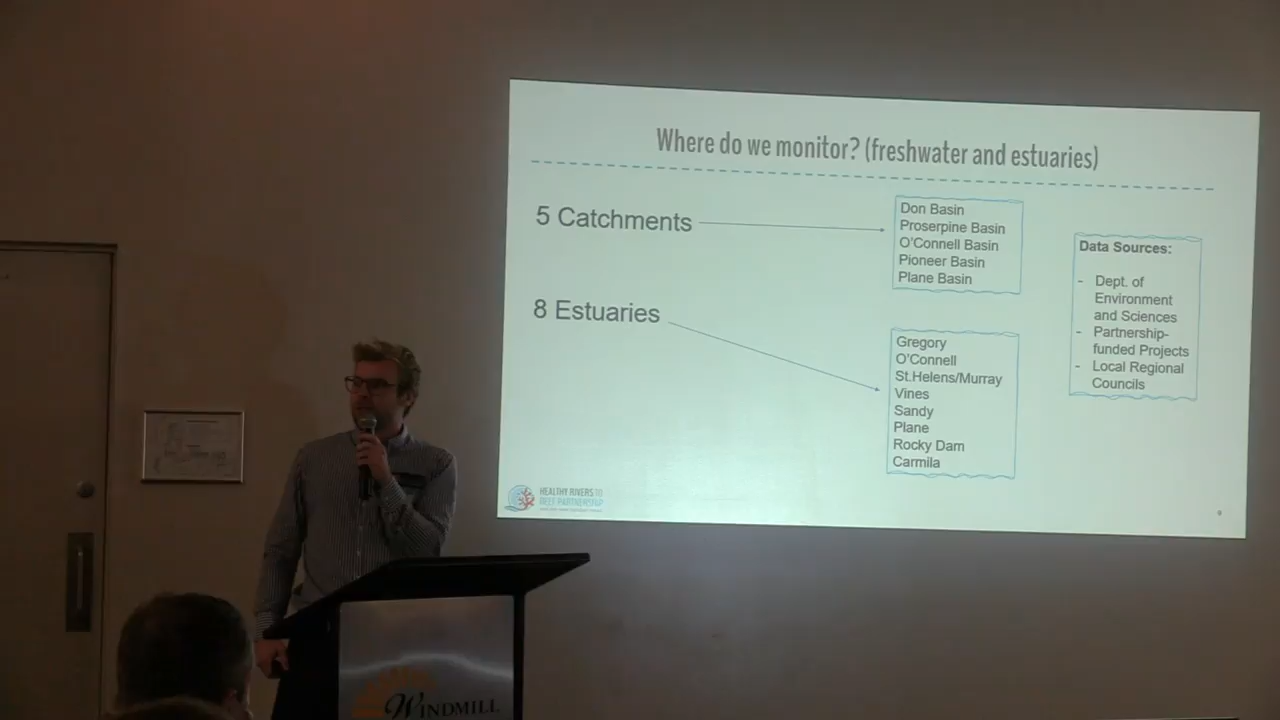 Where do we monitor? (freshwater and estuaries)
5 Catchments
Don Basin
Proserpine Basin
O'Connell Basin
Pioneer Basin
Plane Basin
8 Estuaries
Gregory
O'Connell
St.Helens/Murray
Vines
Sandy
Plane
Rocky Dam
Carmila
Data Sources:
- Dept. of
Environment
and Sciences
- Partnership-
funded Projects
- Local Regional
Councils
HEALTHY RIVERS TO
REEF PARTNERSHIP
WINDMILL